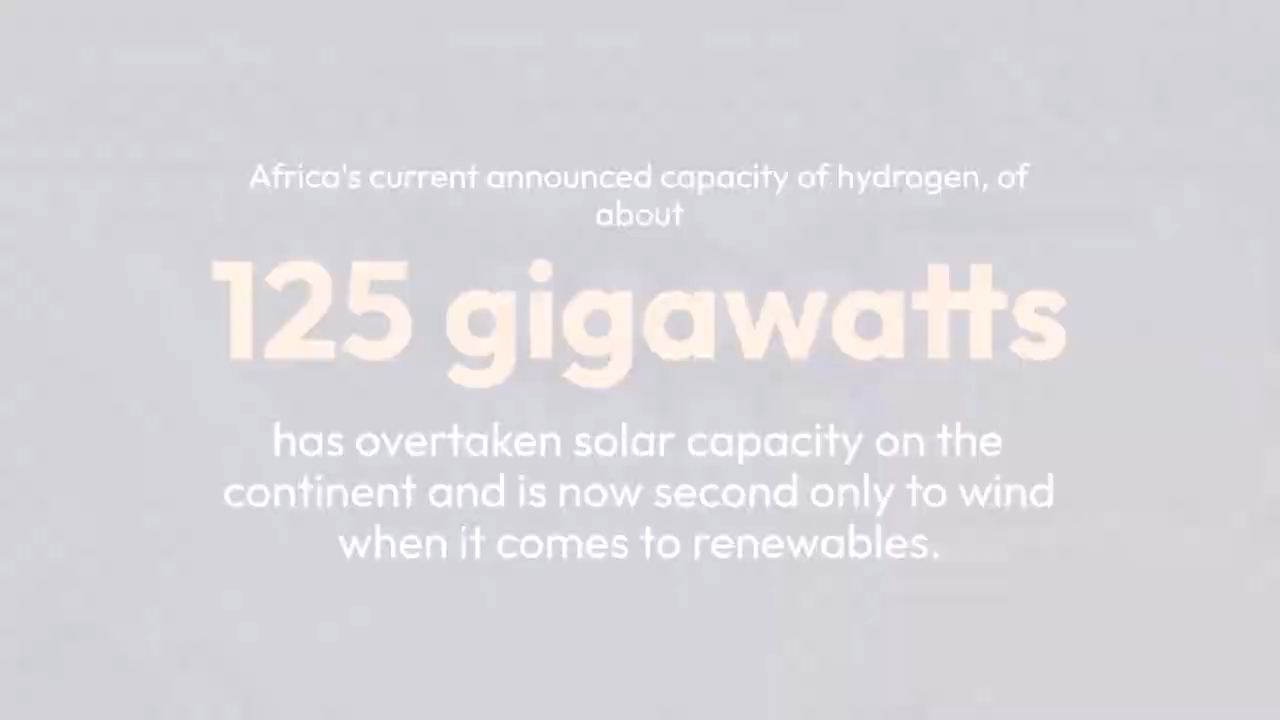 Africa's current announced capacity of hydrogen, of
about
125 gigawatts
has overtaken solar capacity on the
continent and is now second only to wind
when it comes to renewables.